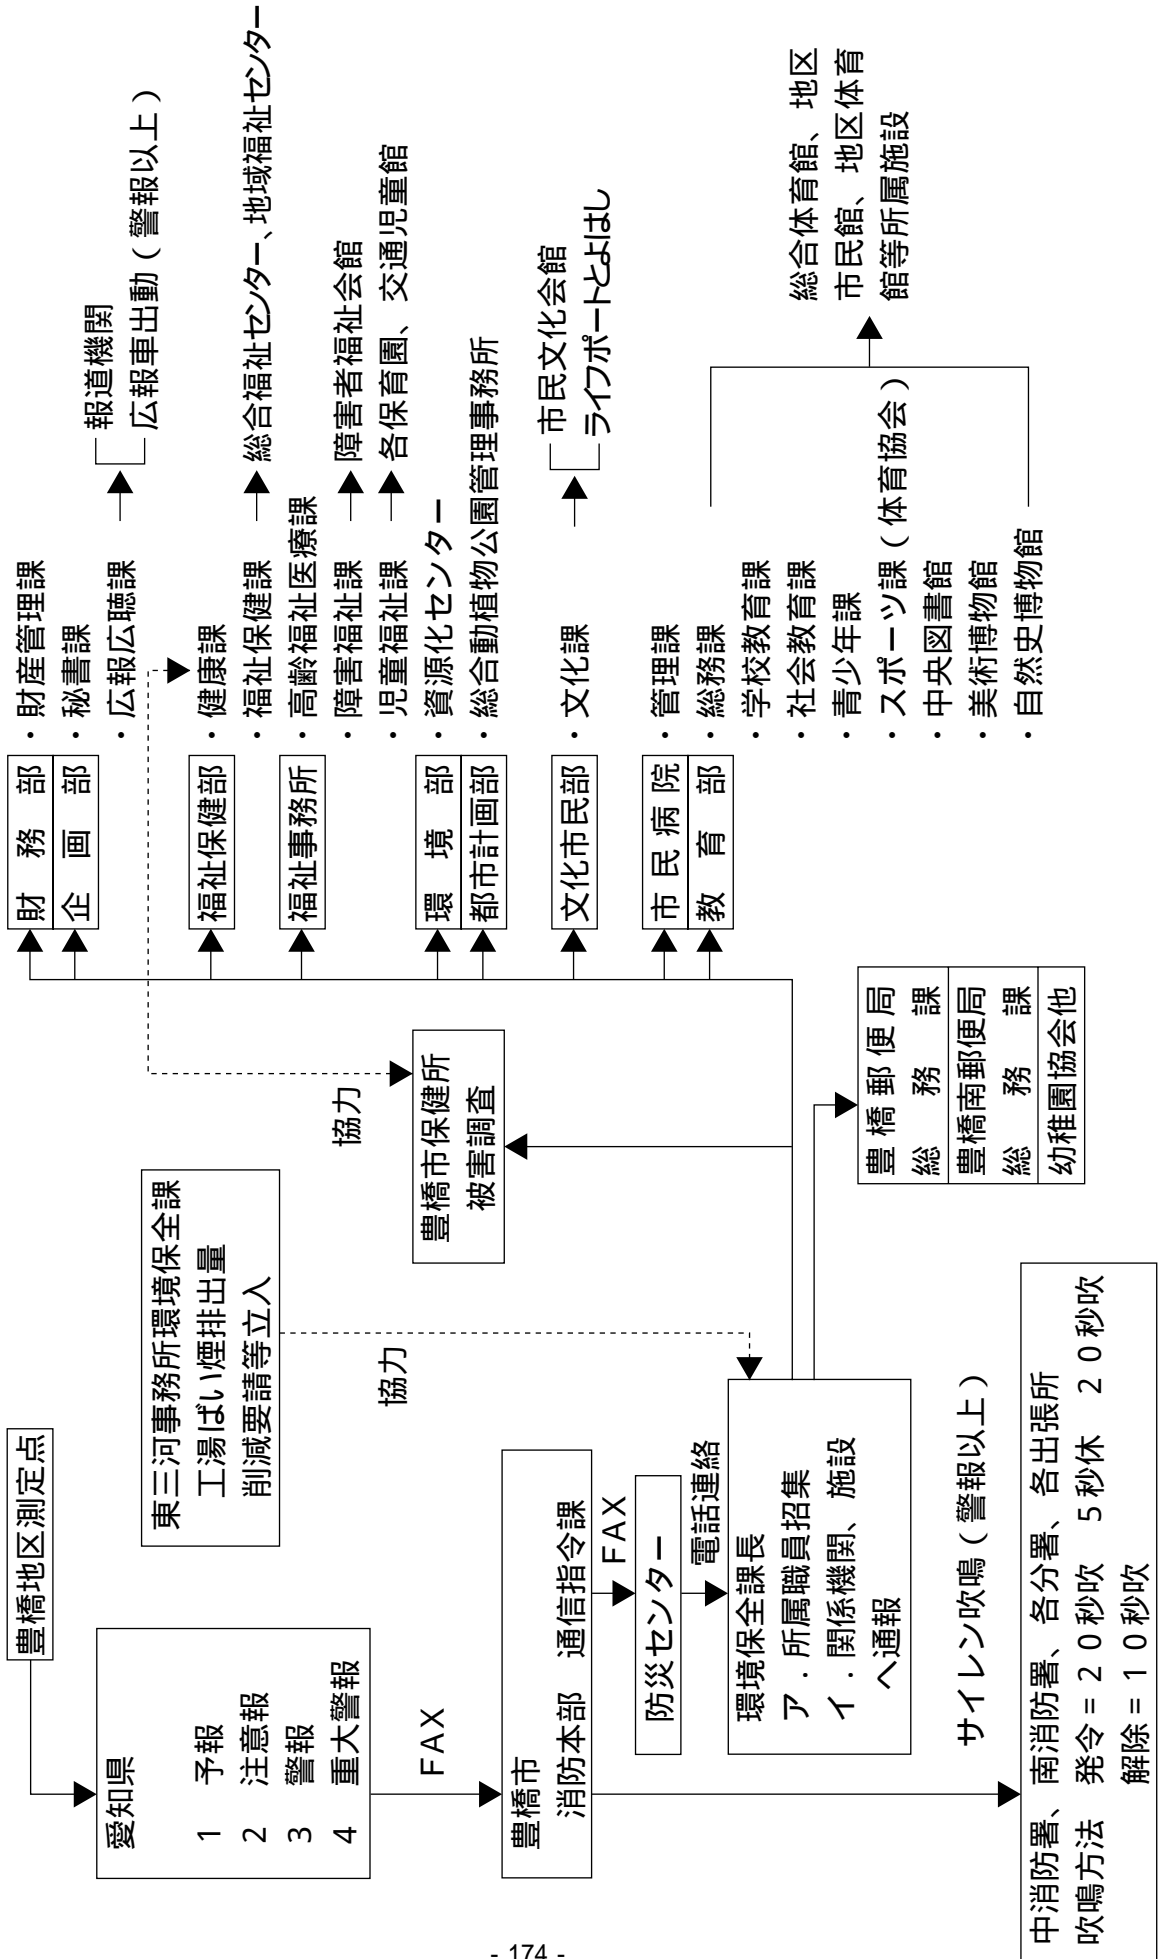 豊橋地区測定点
愛知県
１　予報
２　注意報
３　警報
４　重大警報
ＦＡＸ
豊橋市
消防本部　通信指令課
ＦＡＸ
防災センター
電話連絡
環境保全課長
ア．所属職員招集
イ．関係機関、施設
へ通報
サイレン吹鳴（警報以上）
中消防署、南消防署、各分署、各出張所
吹鳴方法　発令＝２０秒吹　５秒休　２０秒吹
解除＝１０秒吹
東三河事務所環境保全課
工湯ばい煙排出量
削減要請等立入
協力
協力
豊橋市保健所
被害調査
豊橋郵便局
総務課
豊橋南郵便局
総務課
幼稚園協会他
財務部
・財産管理課
企画部
・秘書課
・広報広聴課
報道機関
広報車出動（警報以上）
福祉保健部
・健康課
・福祉保健課
総合福祉センター、地域福祉センター
福祉事務所
・高齢福祉医療課
・障害福祉課
障害者福祉会館
・児童福祉課
各保育園、交通児童館
環境部
・資源化センター
都市計画部
・総合動植物公園管理事務所
文化市民部
・文化課
市民文化会館
ライフポートとよはし
市民病院
・管理課
教育部
・総務課
・学校教育課
・社会教育課
・青少年課
・スポーツ課（体育協会）
・中央図書館
・美術博物館
・自然史博物館
総合体育館、地区
市民館、地区体育
館等所属施設
- 174 -